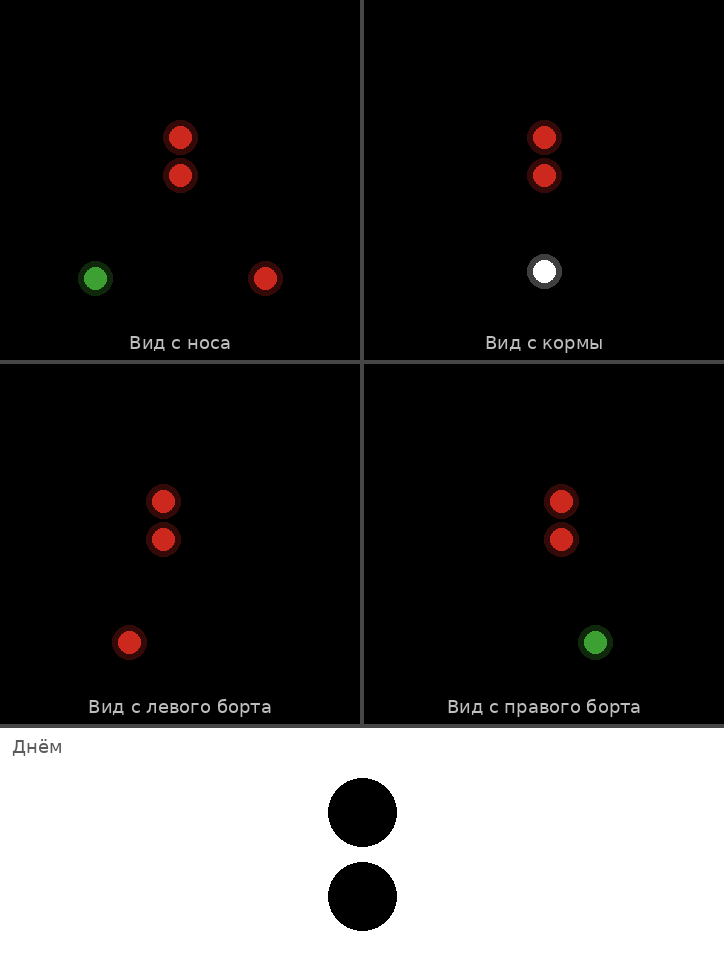 Вид с носа
Вид с кормы
Вид с левого борта
Вид с правого борта
Днём